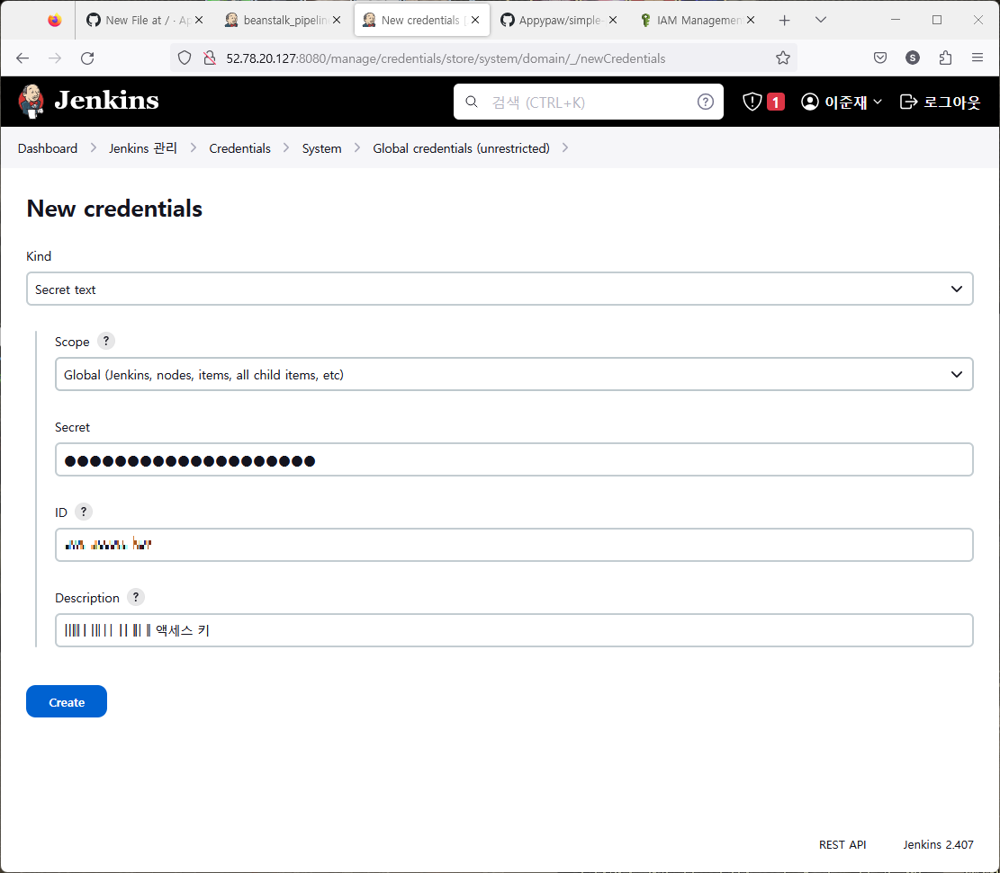 New File at / · Ap
beanstalk_pipelin
New credentials
Appypaw/simple-
IAM Managemen
52.78.20.127:8080/manage/credentials/store/system/domain/_/newCredentials
S
Jenkins
검색 (CTRL+K)
?
1
이준재
로그아웃
Dashboard > Jenkins 관리 > Credentials > System > Global credentials (unrestricted) >
New credentials
Kind
Secret text
Scope ?
Global (Jenkins, nodes, items, all child items, etc)
Secret
●●●●●●●●●●●●●●●●●●●●
ID ?
Description ?
액세스 키
Create
REST API
Jenkins 2.407